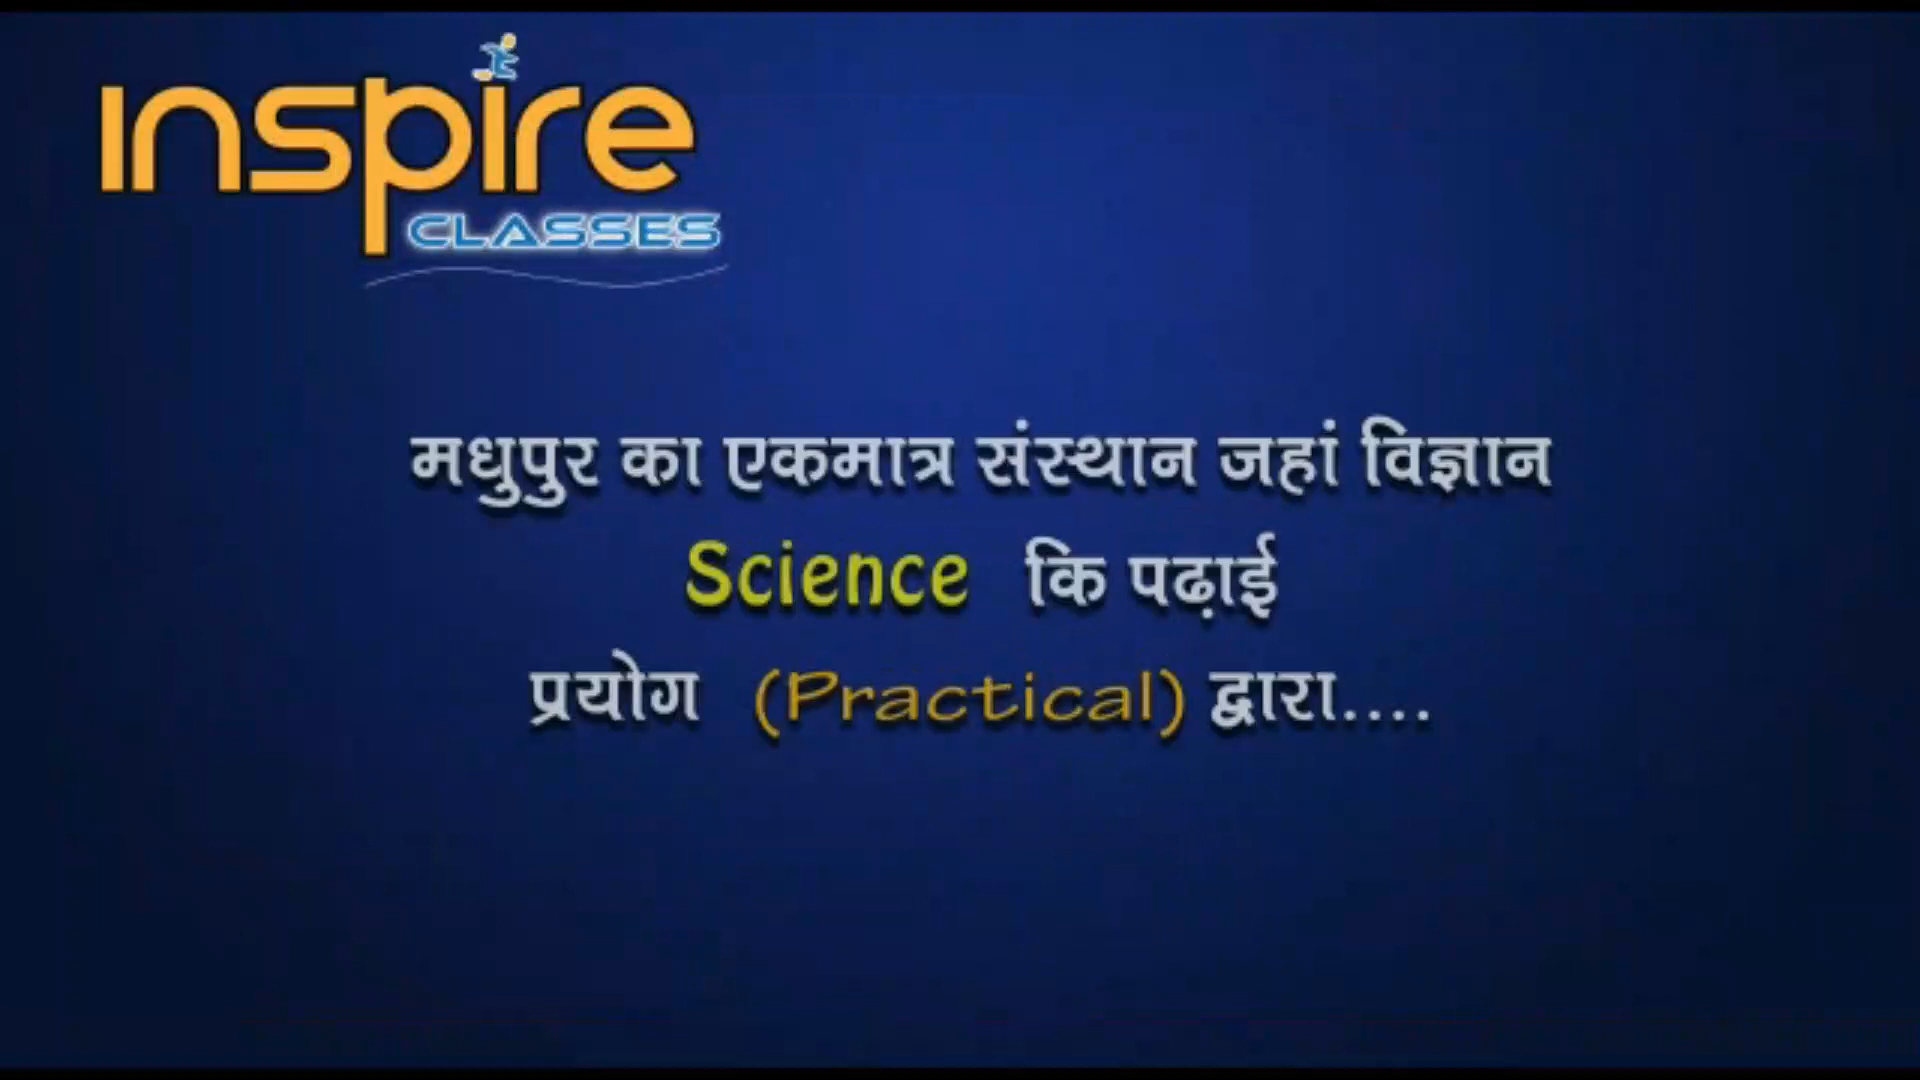 inspire
CLASSES
मधुपुर का एकमात्र संस्थान जहां विज्ञान
Science कि पढ़ाई
प्रयोग (Practical) द्वारा....